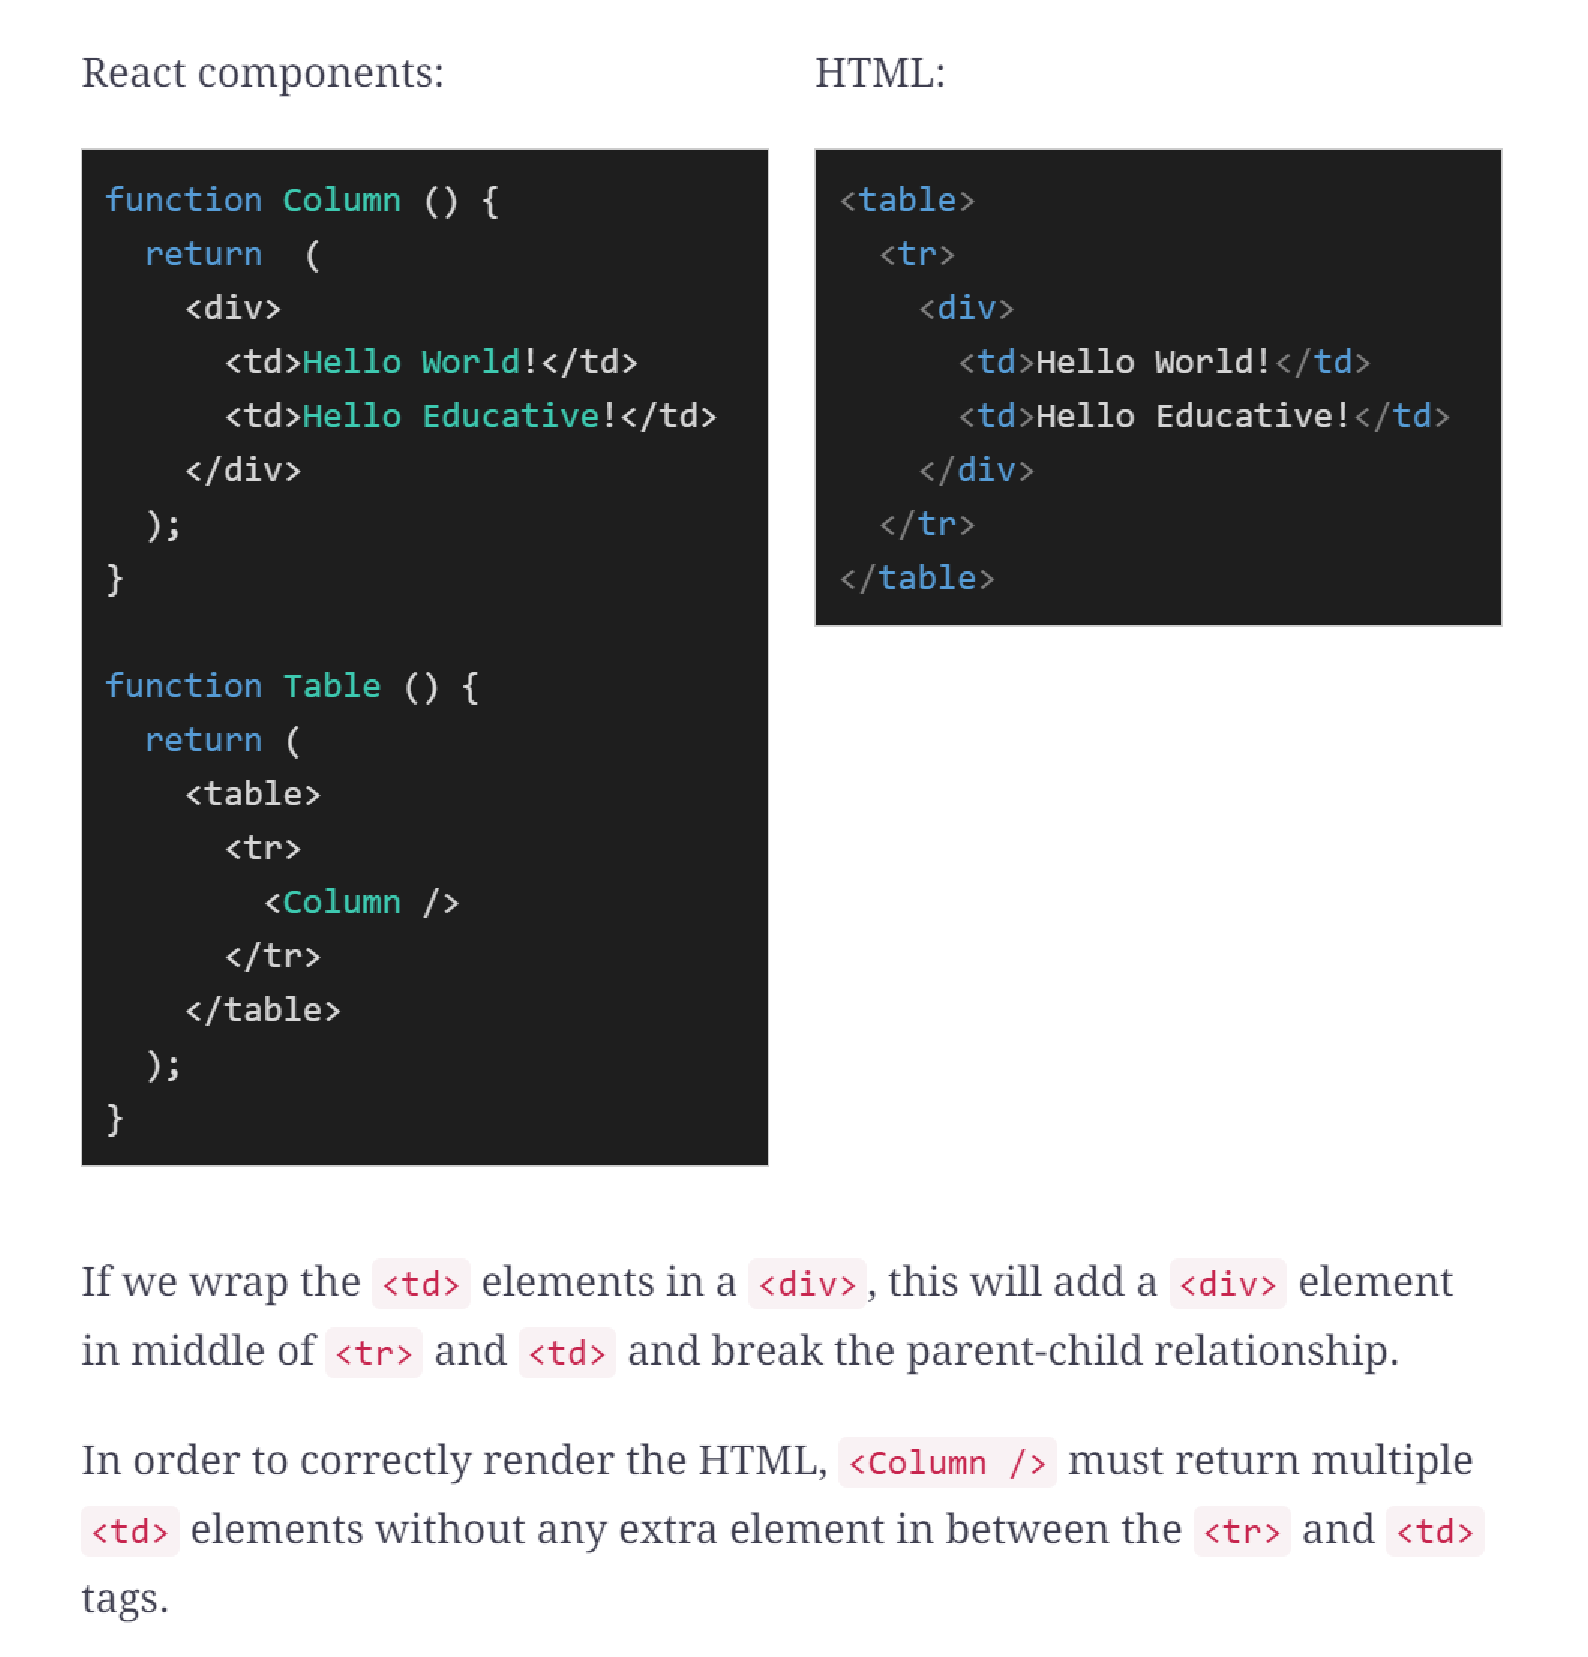 React components:
function Column () {
  return  (
    <div>
      <td>Hello World!</td>
      <td>Hello Educative!</td>
    </div>
  );
}

function Table () {
  return (
    <table>
      <tr>
        <Column />
      </tr>
    </table>
  );
}
HTML:
<table>
  <tr>
    <div>
      <td>Hello World!</td>
      <td>Hello Educative!</td>
    </div>
  </tr>
</table>
If we wrap the <td> elements in a <div>, this will add a <div> element
in middle of <tr> and <td> and break the parent-child relationship.
In order to correctly render the HTML, <Column /> must return multiple
<td> elements without any extra element in between the <tr> and <td>
tags.